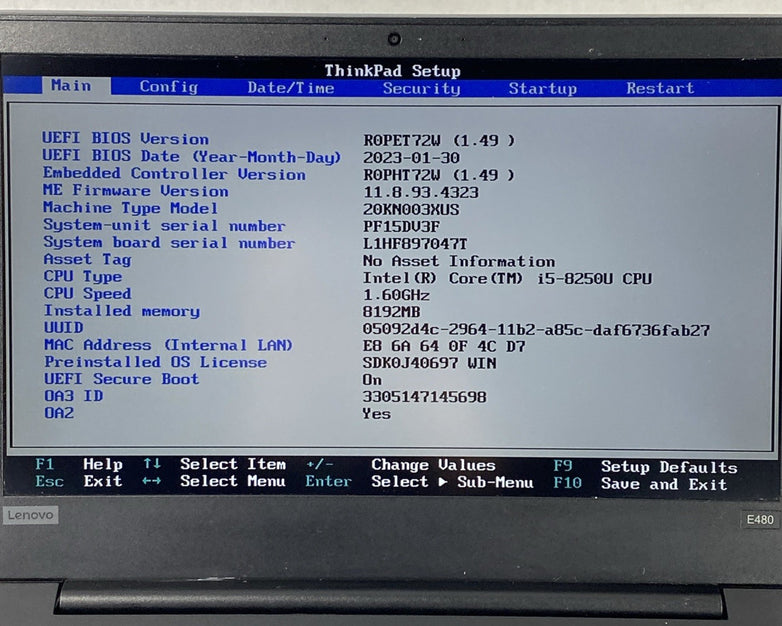 ThinkPad Setup
Main Config Date/Time Security Startup Restart
UEFI BIOS Version R0PET72W (1.49 )
UEFI BIOS Date (Year-Month-Day) 2023-01-30
Embedded Controller Version R0PHT72W (1.49 )
ME Firmware Version 11.8.93.4323
Machine Type Model 20KN003XUS
System-unit serial number PF15DV3F
System board serial number L1HF897047T
Asset Tag No Asset Information
CPU Type Intel(R) Core(TM) i5-8250U CPU
CPU Speed 1.60GHz
Installed memory 8192MB
UUID 05092d4c-2964-11b2-a85c-daf6736fab27
MAC Address (Internal LAN) E8 6A 64 0F 4C D7
Preinstalled OS License SDK0J40697 WIN
UEFI Secure Boot On
OA3 ID 3305147145698
OA2 Yes
F1 Help ↑↓ Select Item +/- Change Values F9 Setup Defaults
Esc Exit ←→ Select Menu Enter Select ▶ Sub-Menu F10 Save and Exit
Lenovo
E480